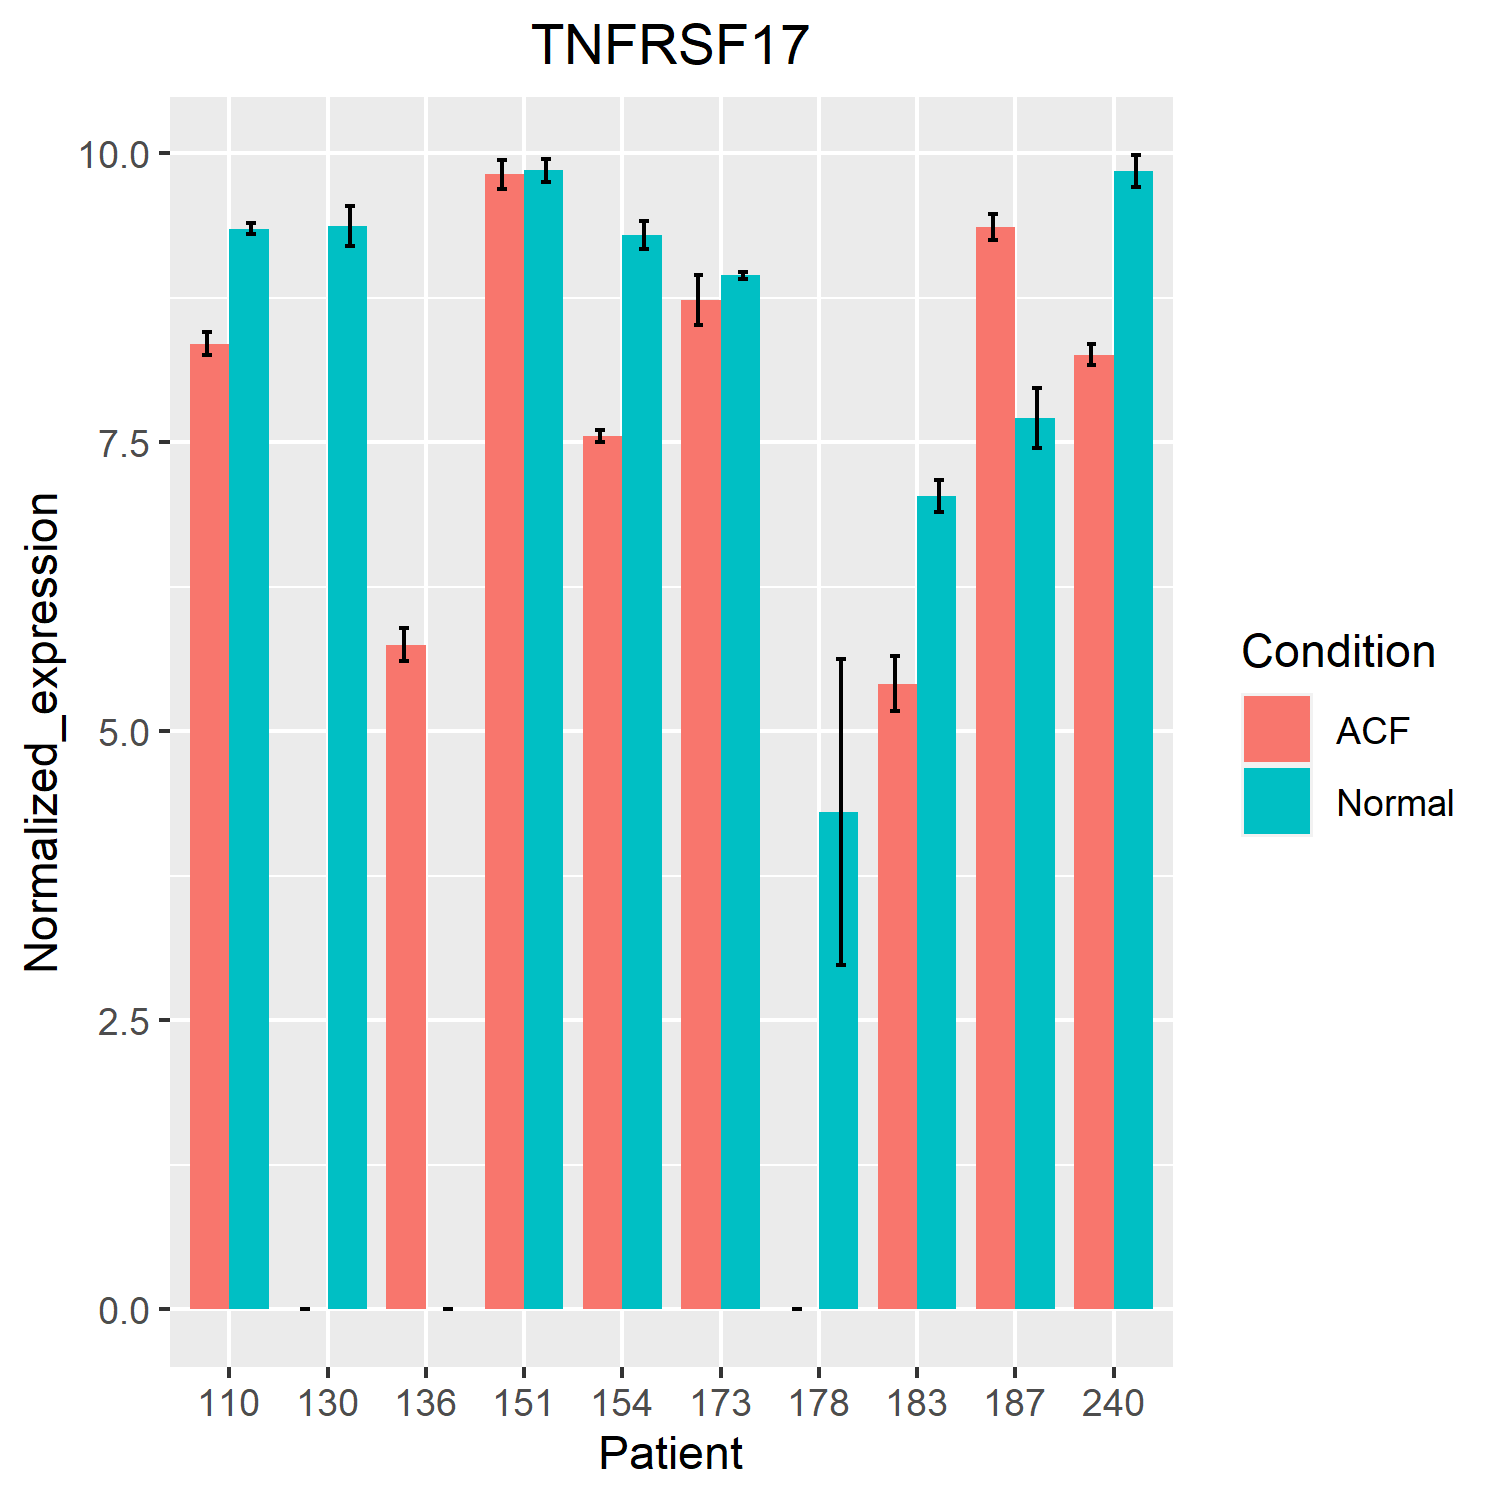 TNFRSF17
10.0
7.5
5.0
2.5
0.0
Normalized_expression
110 130 136 151 154 173 178 183 187 240
Patient
Condition
ACF
Normal